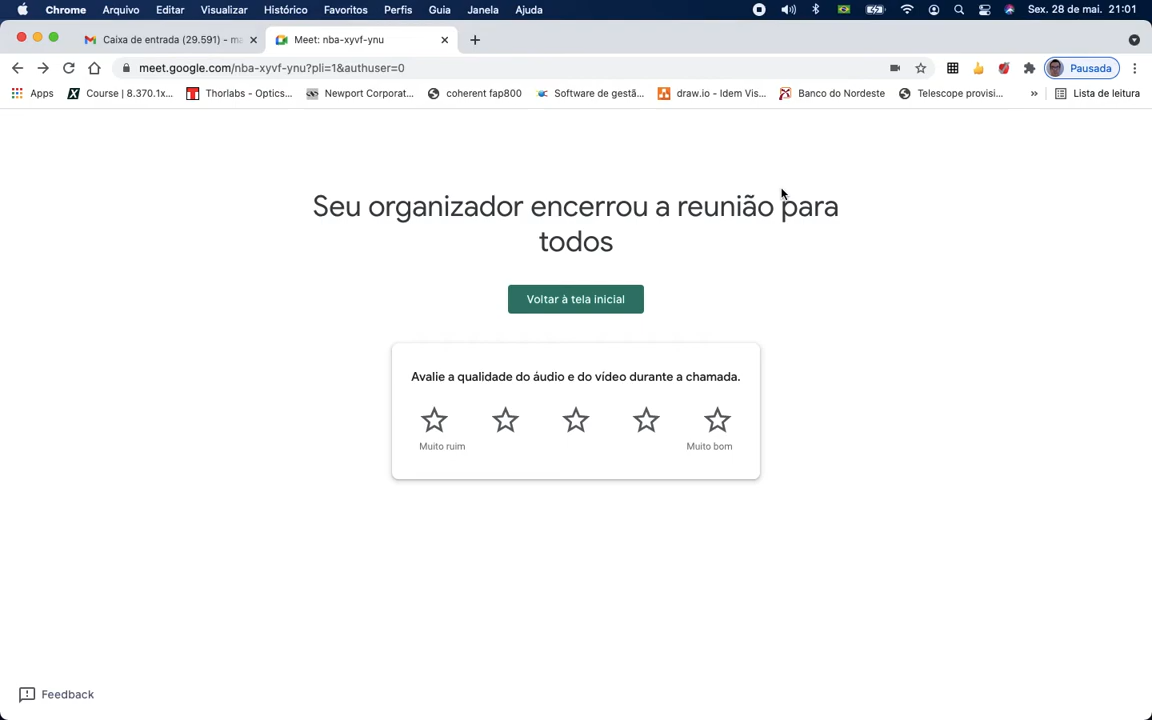 Chrome Arquivo Editar Visualizar Histórico Favoritos Perfis Guia Janela Ajuda Sex. 28 de mai. 21:01
Caixa de entrada (29.591) - ma Meet: nba-xyvf-ynu
meet.google.com/nba-xyvf-ynu?pli=1&authuser=0 Pausada
Apps Course | 8.370.1x... Thorlabs - Optics... Newport Corporat... coherent fap800 Software de gestã... draw.io - Idem Vis... Banco do Nordeste Telescope provisi... » Lista de leitura
Seu organizador encerrou a reunião para
todos
Voltar à tela inicial
Avalie a qualidade do áudio e do vídeo durante a chamada.
Muito ruim Muito bom
Feedback